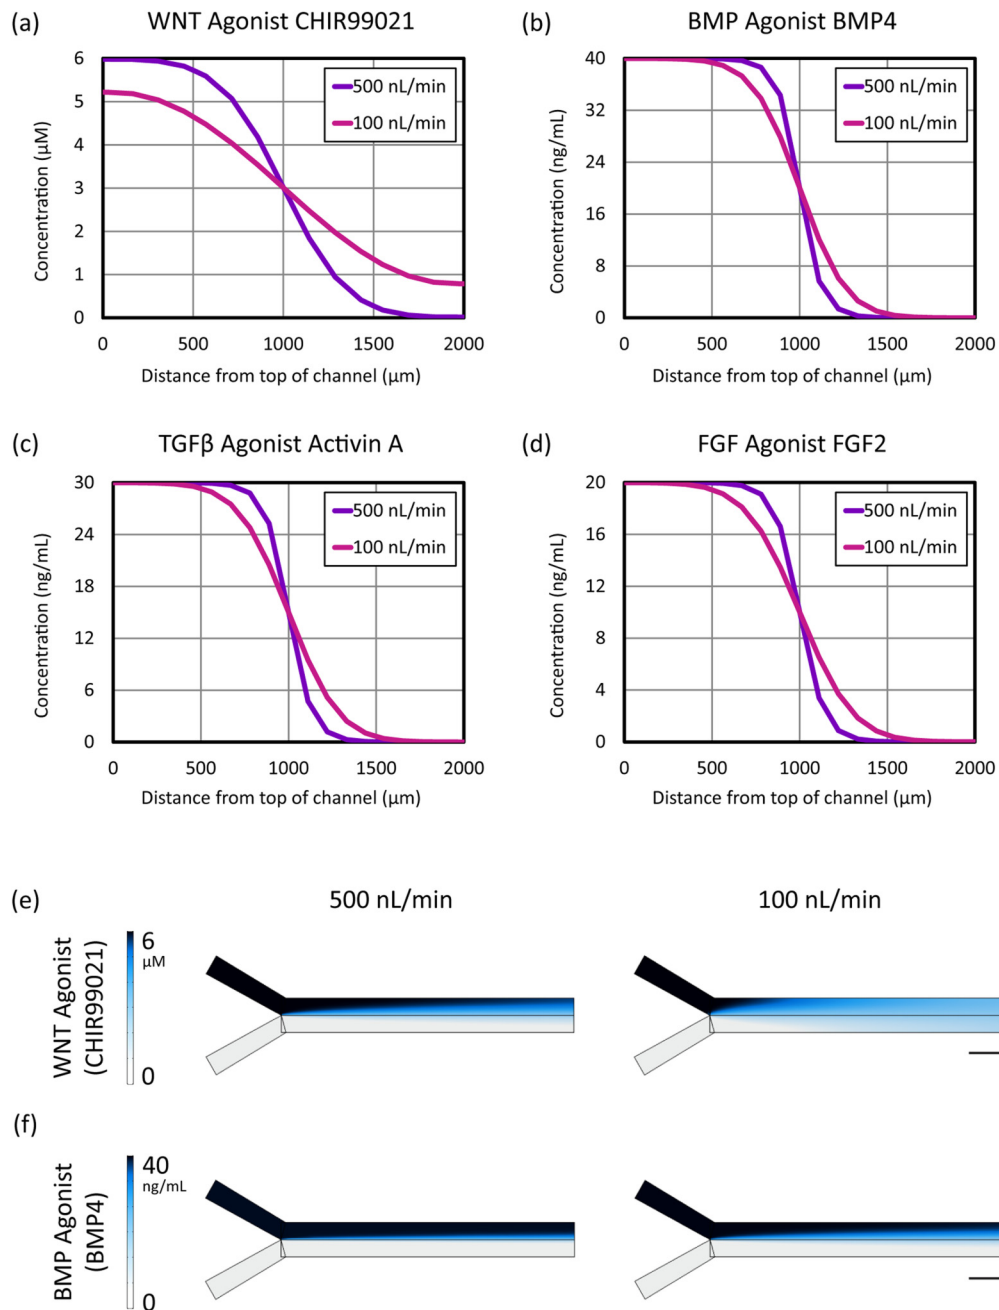 (a) WNT Agonist CHIR99021
6
5
4
3
2
1
0
Concentration (µM)
500 nL/min
100 nL/min
0 500 1000 1500 2000
Distance from top of channel (µm)
(b) BMP Agonist BMP4
40
32
24
16
8
0
Concentration (ng/mL)
500 nL/min
100 nL/min
0 500 1000 1500 2000
Distance from top of channel (µm)
(c) TGFβ Agonist Activin A
30
24
18
12
6
0
Concentration (ng/mL)
500 nL/min
100 nL/min
0 500 1000 1500 2000
Distance from top of channel (µm)
(d) FGF Agonist FGF2
20
16
12
8
4
0
Concentration (ng/mL)
500 nL/min
100 nL/min
0 500 1000 1500 2000
Distance from top of channel (µm)
(e) 500 nL/min 100 nL/min
WNT Agonist
(CHIR99021)
6
µM
0
(f)
BMP Agonist
(BMP4)
40
ng/mL
0